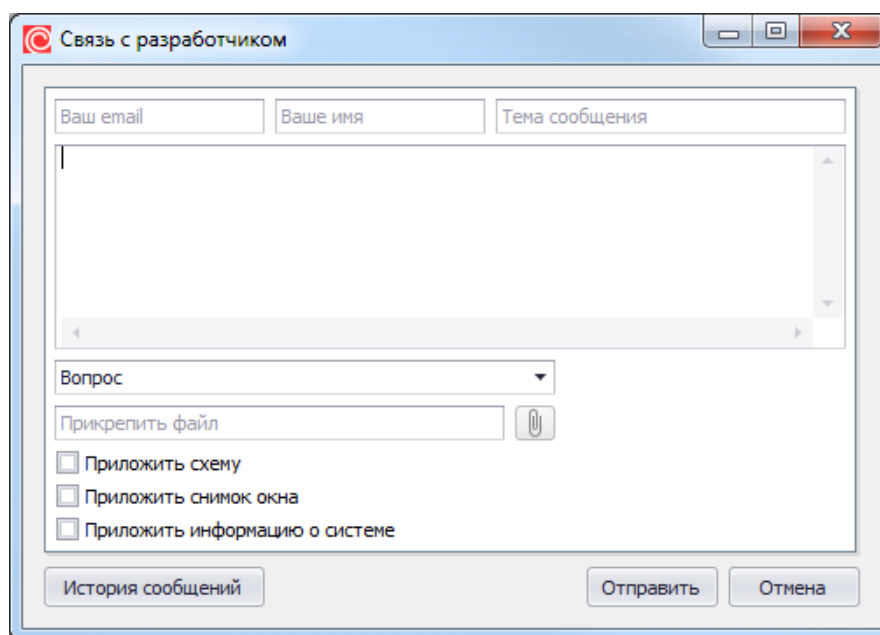 Связь с разработчиком
Ваш email Ваше имя Тема сообщения
Вопрос
Прикрепить файл
Приложить схему
Приложить снимок окна
Приложить информацию о системе
История сообщений Отправить Отмена